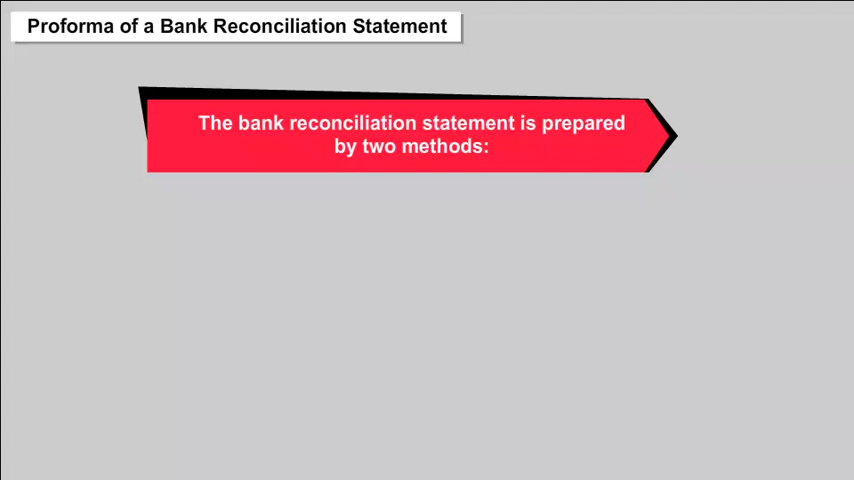 Proforma of a Bank Reconciliation Statement
The bank reconciliation statement is prepared
by two methods: